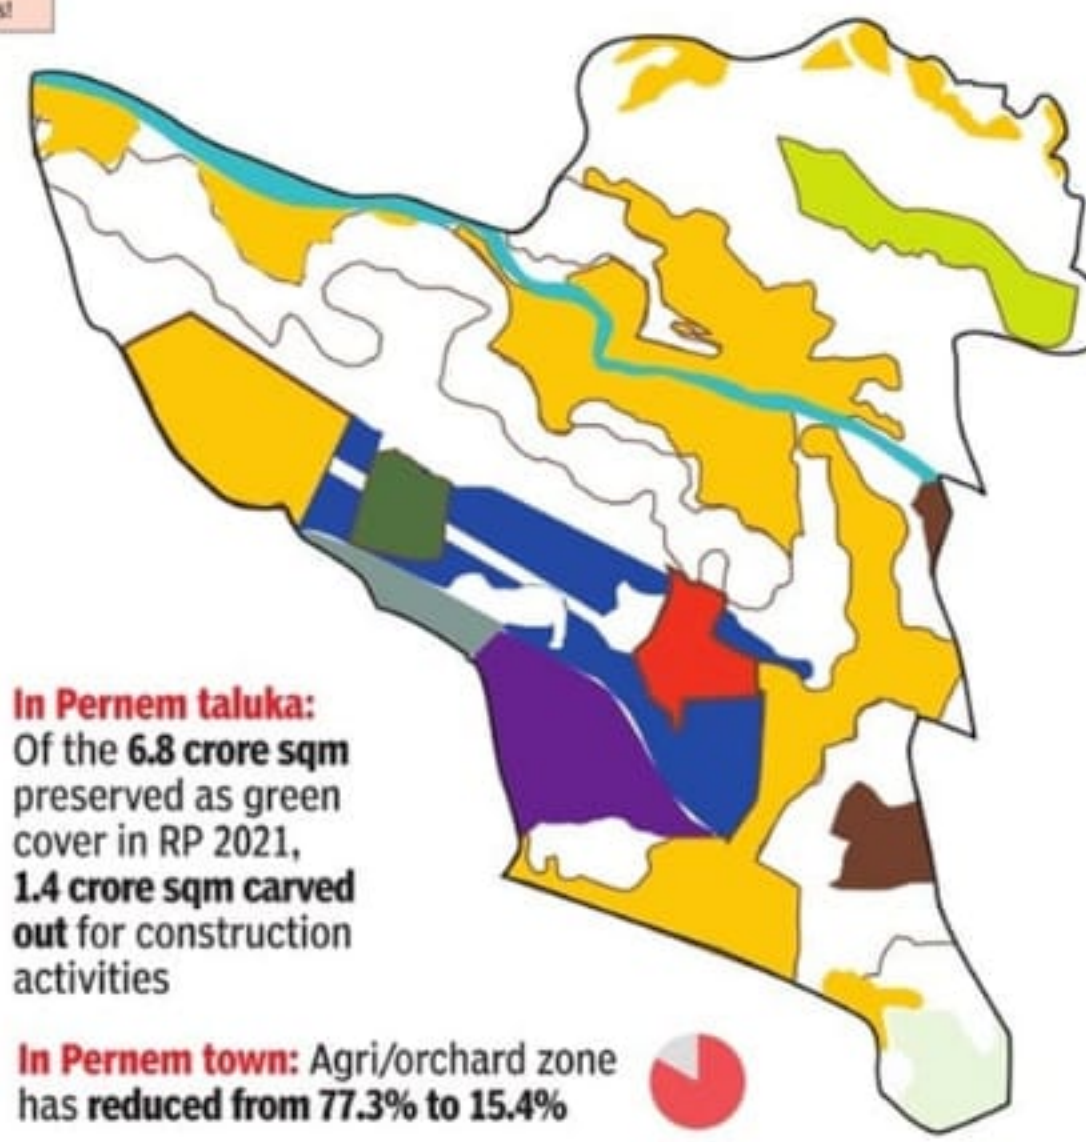 In Pernem taluka:
Of the 6.8 crore sqm
preserved as green
cover in RP 2021,
1.4 crore sqm carved
out for construction
activities
In Pernem town: Agri/orchard zone
has reduced from 77.3% to 15.4%